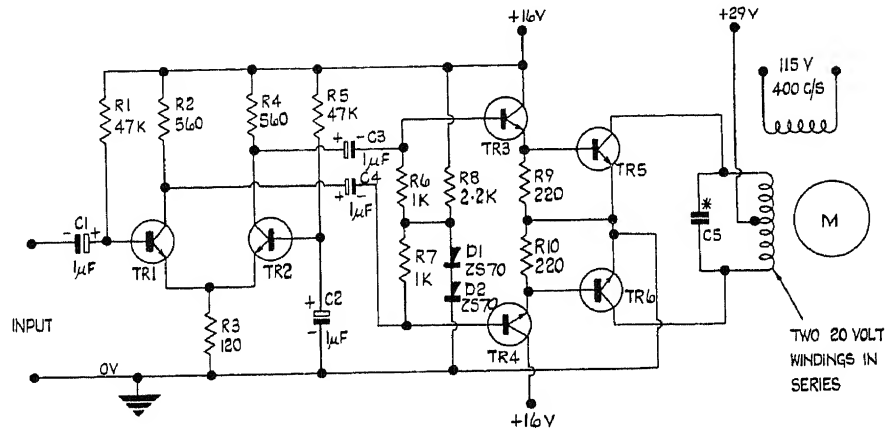 +16V
+29V
115 V
400 C/S
R1
47K
R2
560
R4
560
R5
47K
C3
+ -
1µF
C4
+ -
1µF
TR3
R6
1K
R8
2.2K
R9
220
TR5
- C1 +
1µF
TR1
TR2
R7
1K
D1
ZS70
D2
ZS70
R10
220
TR6
TR4
*
C5
M
+
C2
-
1µF
R3
120
INPUT
0V
+16V
TWO 20 VOLT
WINDINGS IN
SERIES